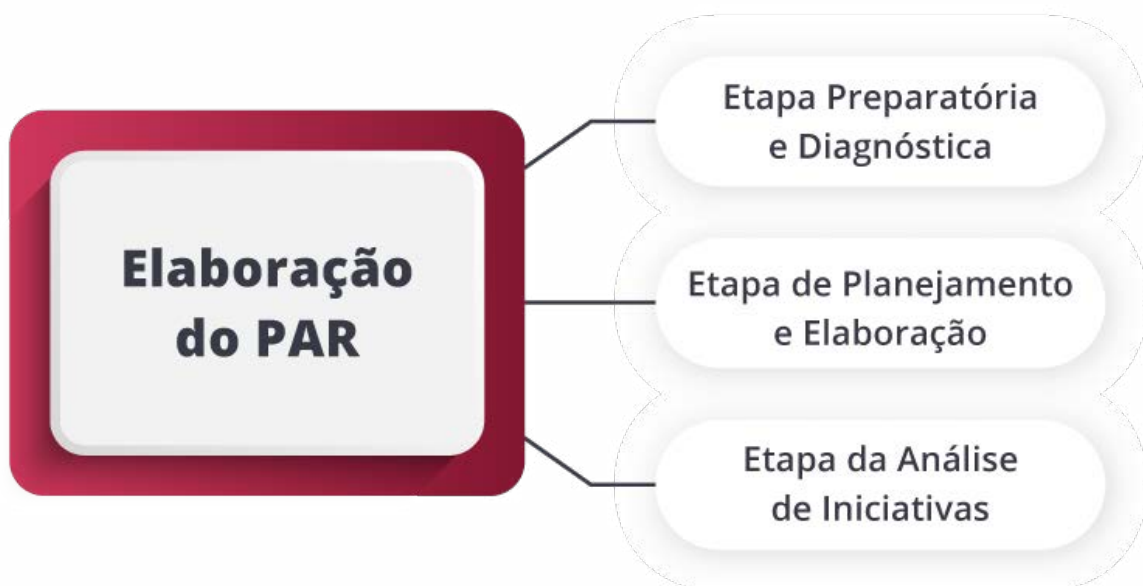 Elaboração
do PAR
Etapa Preparatória
e Diagnóstica
Etapa de Planejamento
e Elaboração
Etapa da Análise
de Iniciativas